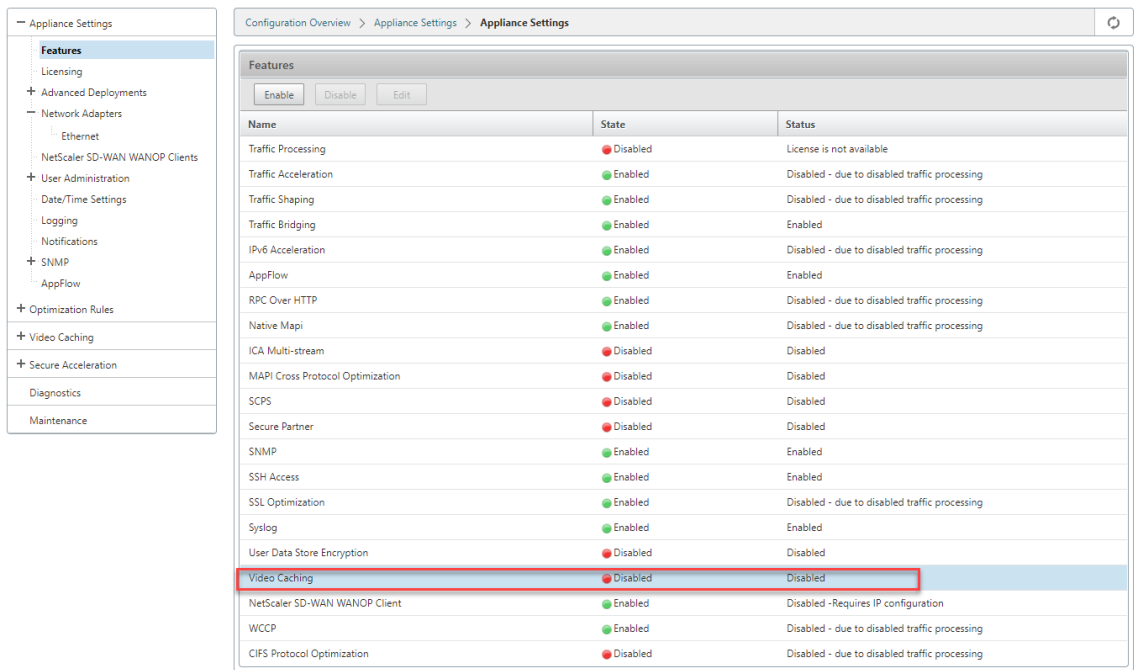 Appliance Settings
Features
Licensing
Advanced Deployments
Network Adapters
Ethernet
NetScaler SD-WAN WANOP Clients
User Administration
Date/Time Settings
Logging
Notifications
SNMP
AppFlow
Optimization Rules
Video Caching
Secure Acceleration
Diagnostics
Maintenance
Configuration Overview > Appliance Settings > Appliance Settings
Features
Enable Disable Edit
Name State Status
Traffic Processing Disabled License is not available
Traffic Acceleration Enabled Disabled - due to disabled traffic processing
Traffic Shaping Enabled Disabled - due to disabled traffic processing
Traffic Bridging Enabled Enabled
IPv6 Acceleration Enabled Disabled - due to disabled traffic processing
AppFlow Enabled Enabled
RPC Over HTTP Enabled Disabled - due to disabled traffic processing
Native Mapi Enabled Disabled - due to disabled traffic processing
ICA Multi-stream Disabled Disabled
MAPI Cross Protocol Optimization Disabled Disabled
SCPS Disabled Disabled
Secure Partner Disabled Disabled
SNMP Enabled Enabled
SSH Access Enabled Enabled
SSL Optimization Enabled Disabled - due to disabled traffic processing
Syslog Enabled Enabled
User Data Store Encryption Disabled Disabled
Video Caching Disabled Disabled
NetScaler SD-WAN WANOP Client Enabled Disabled -Requires IP configuration
WCCP Enabled Disabled - due to disabled traffic processing
CIFS Protocol Optimization Disabled Disabled - due to disabled traffic processing